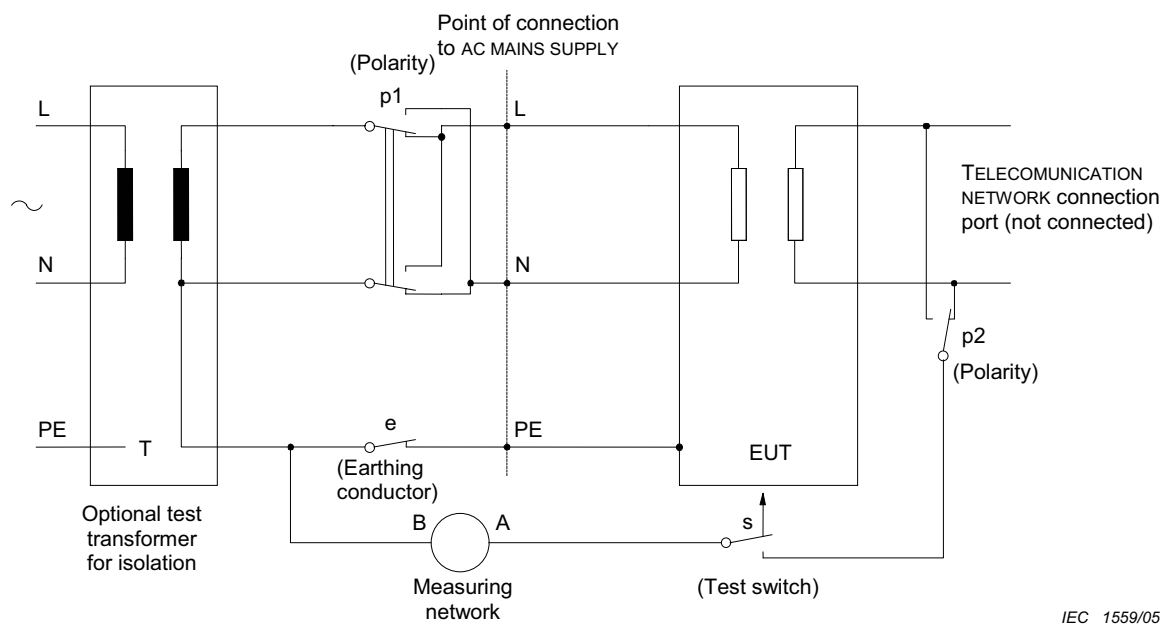 Point of connection
to AC MAINS SUPPLY
(Polarity)
p1
L
L
N
N
TELECOMUNICATION
NETWORK connection
port (not connected)
p2
(Polarity)
PE
T
e
PE
(Earthing
conductor)
EUT
Optional test
transformer
for isolation
B
A
s
Measuring
network
(Test switch)
IEC 1559/05